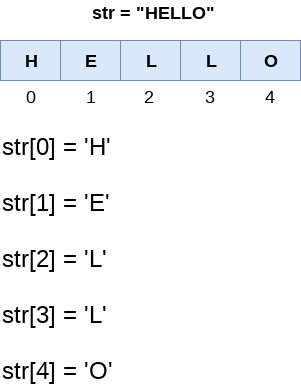 str = "HELLO"
H E L L O
0 1 2 3 4
str[0] = 'H'
str[1] = 'E'
str[2] = 'L'
str[3] = 'L'
str[4] = 'O'